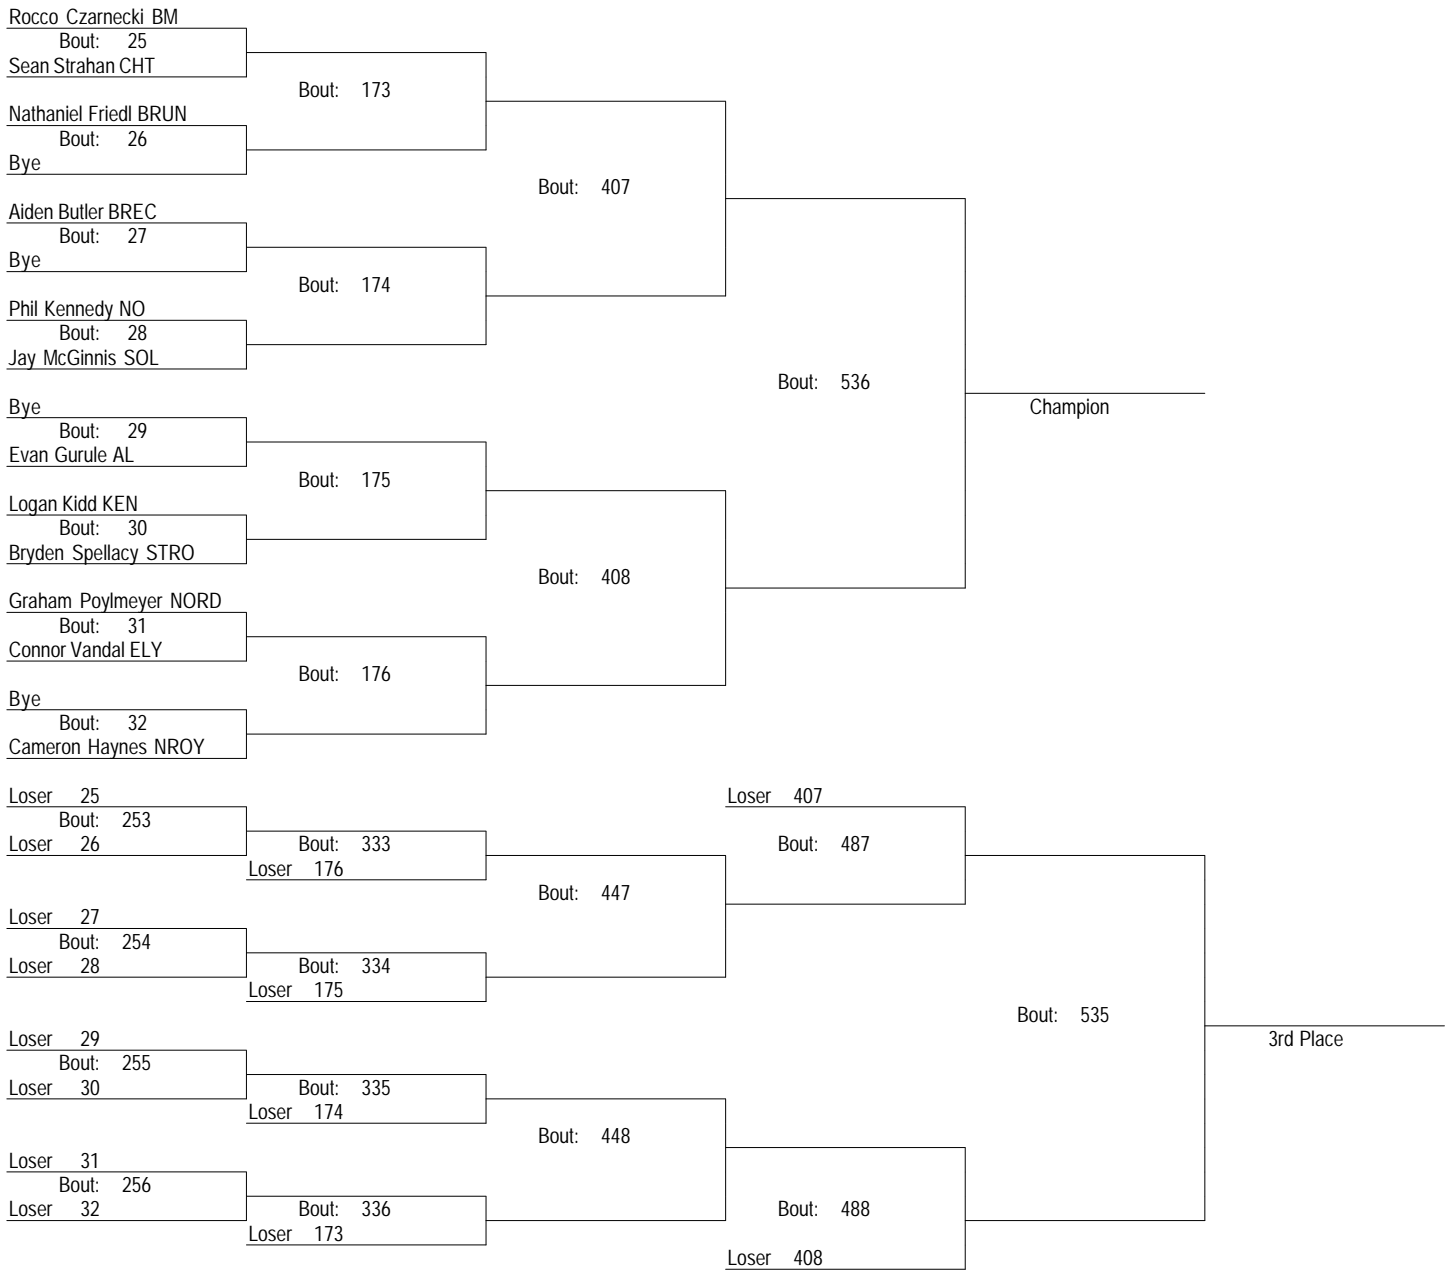 Rocco Czarnecki BM
Bout: 25
Sean Strahan CHT
Bout: 173
Nathaniel Friedl BRUN
Bout: 26
Bye
Bout: 407
Aiden Butler BREC
Bout: 27
Bye
Bout: 174
Phil Kennedy NO
Bout: 28
Jay McGinnis SOL
Bout: 536
Champion
Bye
Bout: 29
Evan Gurule AL
Bout: 175
Logan Kidd KEN
Bout: 30
Bryden Spellacy STRO
Bout: 408
Graham Poylmeyer NORD
Bout: 31
Connor Vandal ELY
Bout: 176
Bye
Bout: 32
Cameron Haynes NROY
Loser 25
Bout: 253
Loser 26
Bout: 333
Loser 176
Loser 407
Bout: 487
Bout: 447
Loser 27
Bout: 254
Loser 28
Bout: 334
Loser 175
Bout: 535
3rd Place
Loser 29
Bout: 255
Loser 30
Bout: 335
Loser 174
Bout: 448
Loser 31
Bout: 256
Loser 32
Bout: 336
Loser 173
Bout: 488
Loser 408